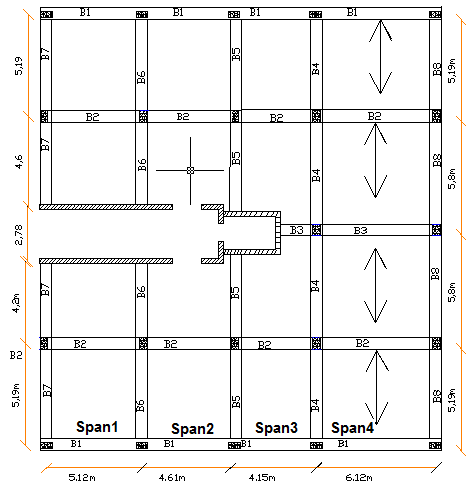 B1 B1 B1 B1
5,19 B7 B6 B5 B4 B8 5,19m
B2 B2 B2 B2
4,6 B7 B6 B5 B4 B8 5,8m
2,78 B3 B3
4,2m B7 B6 B5 B4 B8 5,8m
B2 B2 B2 B2
B2
5,19m B7 B6 B5 B4 B8 5,19m
Span1 Span2 Span3 Span4
B1 B1 B1 B1
5.12m 4.61m 4.15m 6.12m